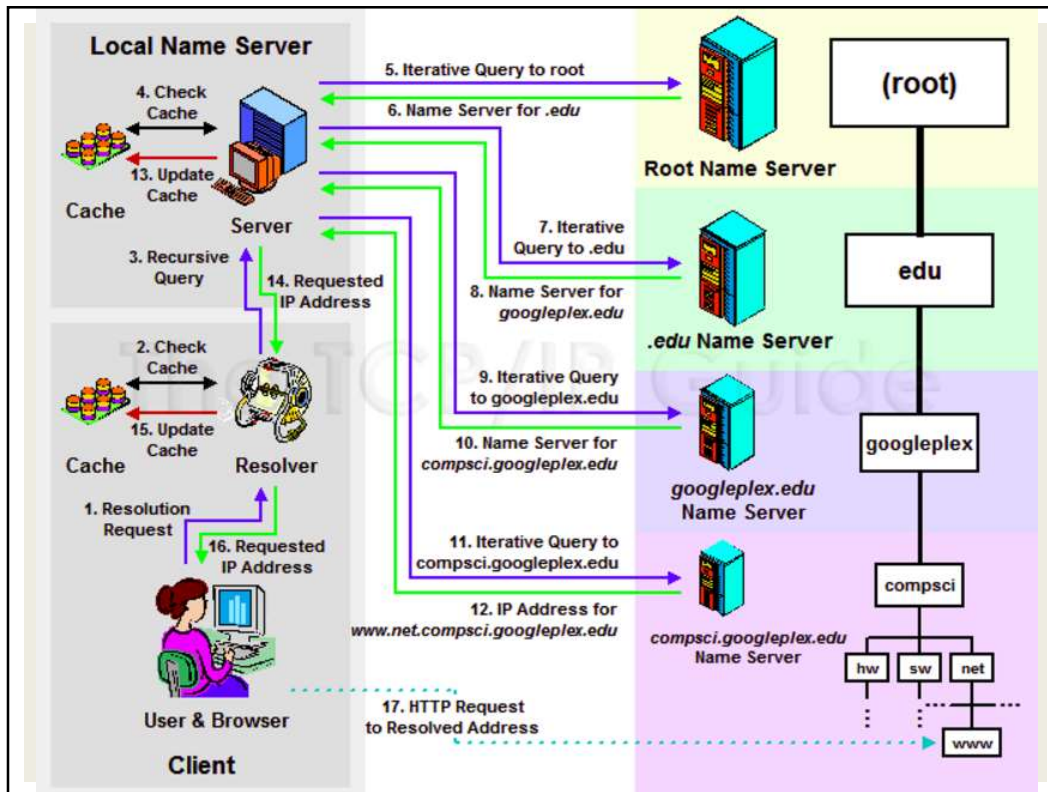 Local Name Server
4. Check
Cache
13. Update
Cache
Cache
Server
3. Recursive
Query
14. Requested
IP Address
2. Check
Cache
15. Update
Cache
Cache
Resolver
1. Resolution
Request
16. Requested
IP Address
User & Browser
Client
5. Iterative Query to root
6. Name Server for .edu
7. Iterative
Query to .edu
8. Name Server for
googleplex.edu
9. Iterative Query
to googleplex.edu
10. Name Server for
compsci.googleplex.edu
11. Iterative Query to
compsci.googleplex.edu
12. IP Address for
www.net.compsci.googleplex.edu
17. HTTP Request
to Resolved Address
Root Name Server
.edu Name Server
googleplex.edu
Name Server
compsci.googleplex.edu
Name Server
(root)
edu
googleplex
compsci
hw
sw
net
www
The TCP/IP Guide